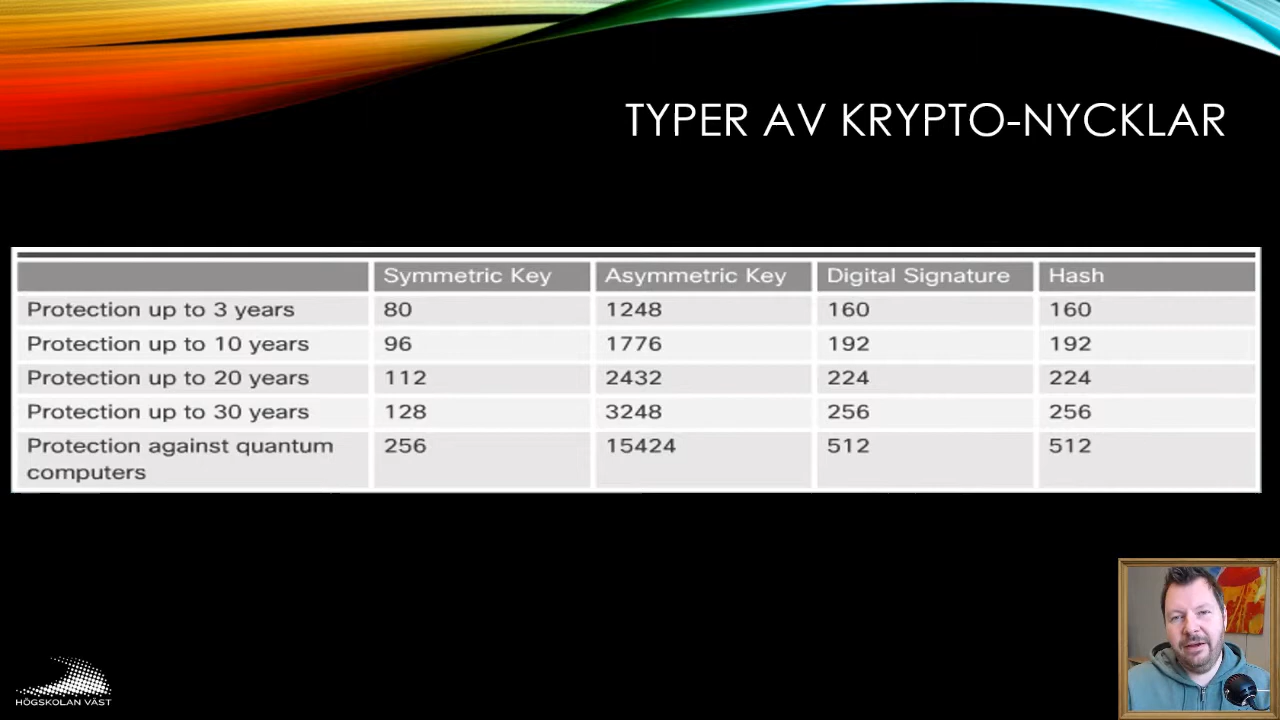 TYPER AV KRYPTO-NYCKLAR
Symmetric Key Asymmetric Key Digital Signature Hash
Protection up to 3 years 80 1248 160 160
Protection up to 10 years 96 1776 192 192
Protection up to 20 years 112 2432 224 224
Protection up to 30 years 128 3248 256 256
Protection against quantum computers 256 15424 512 512
HÖGSKOLAN VÄST